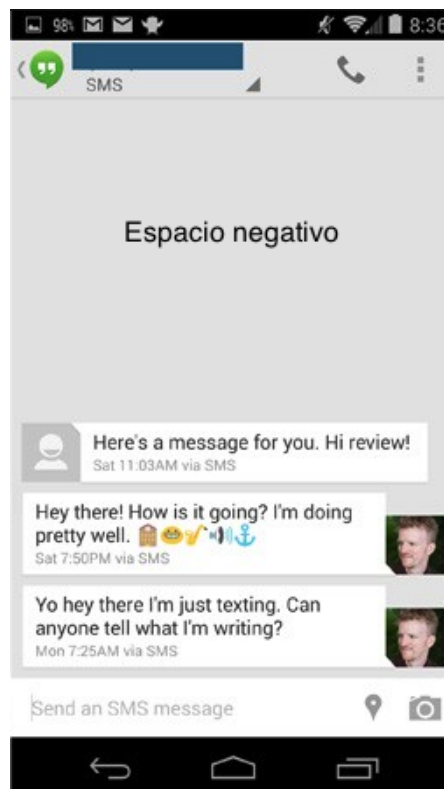 98%
8:36
SMS
Espacio negativo
Here's a message for you. Hi review!
Sat 11:03AM via SMS
Hey there! How is it going? I'm doing
pretty well. 🏨😁🎷🔊⚓
Sat 7:50PM via SMS
Yo hey there I'm just texting. Can
anyone tell what I'm writing?
Mon 7:25AM via SMS
Send an SMS message